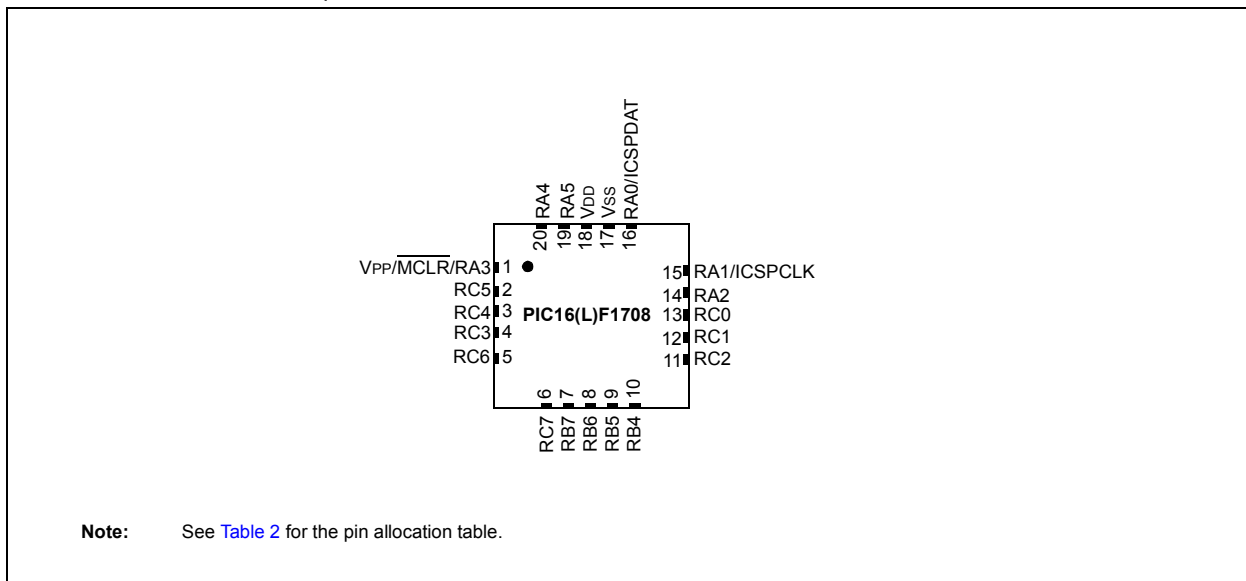 20 RA4
19 RA5
18 VDD
17 VSS
16 RA0/ICSPDAT
VPP/MCLR/RA3 1
RC5 2
RC4 3
RC3 4
RC6 5
PIC16(L)F1708
15 RA1/ICSPCLK
14 RA2
13 RC0
12 RC1
11 RC2
RC7 6
RB7 7
RB6 8
RB5 9
RB4 10
Note: See Table 2 for the pin allocation table.